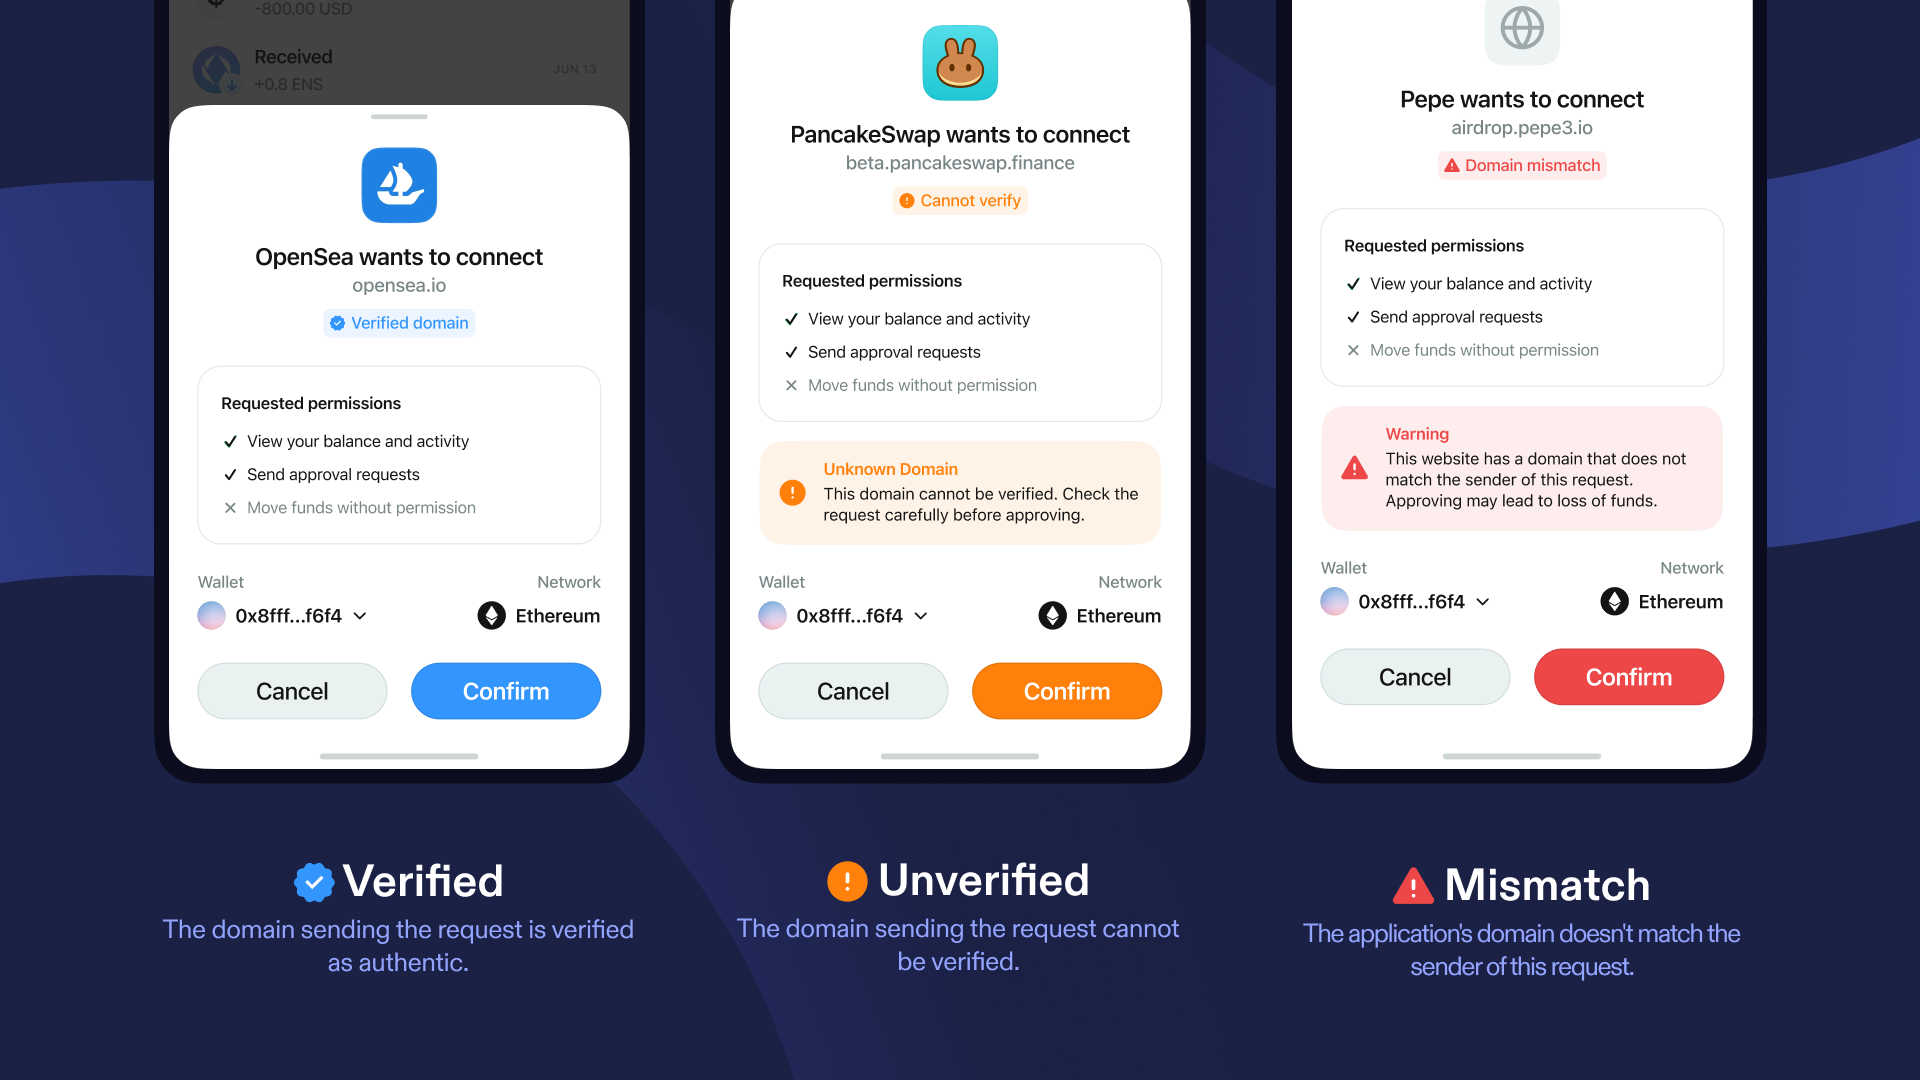 -800.00 USD
Received
JUN 13
+0.8 ENS
OpenSea wants to connect
opensea.io
Verified domain
Requested permissions
View your balance and activity
Send approval requests
Move funds without permission
Wallet
Network
0x8fff...f6f4
Ethereum
Cancel
Confirm
Verified
The domain sending the request is verified
as authentic.
PancakeSwap wants to connect
beta.pancakeswap.finance
Cannot verify
Requested permissions
View your balance and activity
Send approval requests
Move funds without permission
Unknown Domain
This domain cannot be verified. Check the
request carefully before approving.
Wallet
Network
0x8fff...f6f4
Ethereum
Cancel
Confirm
Unverified
The domain sending the request cannot
be verified.
Pepe wants to connect
airdrop.pepe3.io
Domain mismatch
Requested permissions
View your balance and activity
Send approval requests
Move funds without permission
Warning
This website has a domain that does not
match the sender of this request.
Approving may lead to loss of funds.
Wallet
Network
0x8fff...f6f4
Ethereum
Cancel
Confirm
Mismatch
The application's domain doesn't match the
sender of this request.